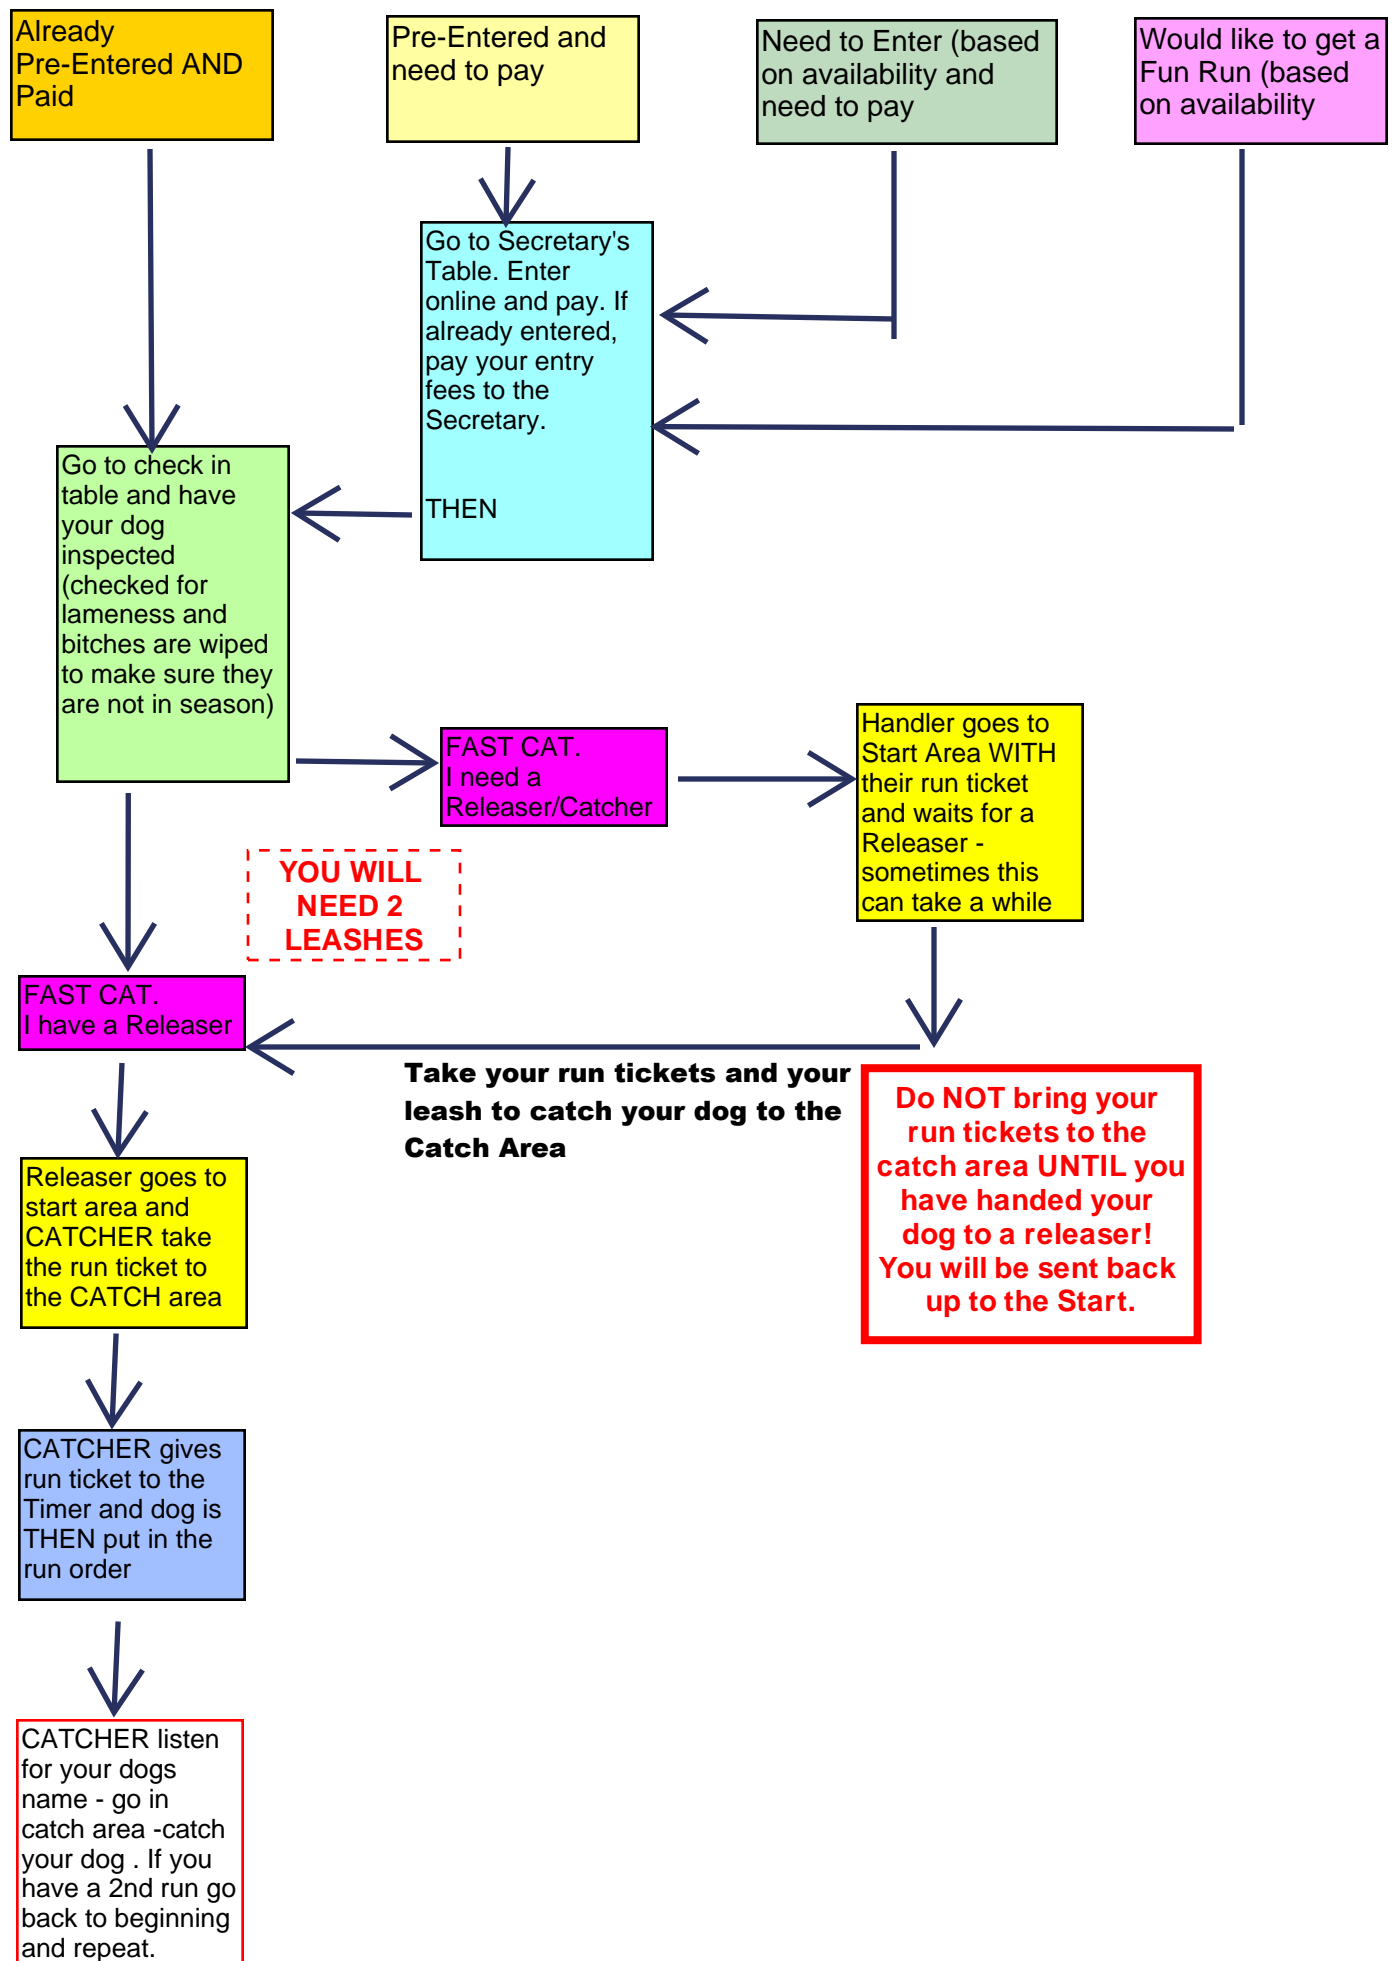 Already
Pre-Entered AND
Paid
Pre-Entered and
need to pay
Need to Enter (based
on availability and
need to pay
Would like to get a
Fun Run (based
on availability
Go to Secretary's
Table. Enter
online and pay. If
already entered,
pay your entry
fees to the
Secretary.
THEN
Go to check in
table and have
your dog
inspected
(checked for
lameness and
bitches are wiped
to make sure they
are not in season)
FAST CAT.
I need a
Releaser/Catcher
Handler goes to
Start Area WITH
their run ticket
and waits for a
Releaser -
sometimes this
can take a while
YOU WILL
NEED 2
LEASHES
FAST CAT.
I have a Releaser
Take your run tickets and your
leash to catch your dog to the
Catch Area
Do NOT bring your
run tickets to the
catch area UNTIL you
have handed your
dog to a releaser!
You will be sent back
up to the Start.
Releaser goes to
start area and
CATCHER take
the run ticket to
the CATCH area
CATCHER gives
run ticket to the
Timer and dog is
THEN put in the
run order
CATCHER listen
for your dogs
name - go in
catch area -catch
your dog . If you
have a 2nd run go
back to beginning
and repeat.